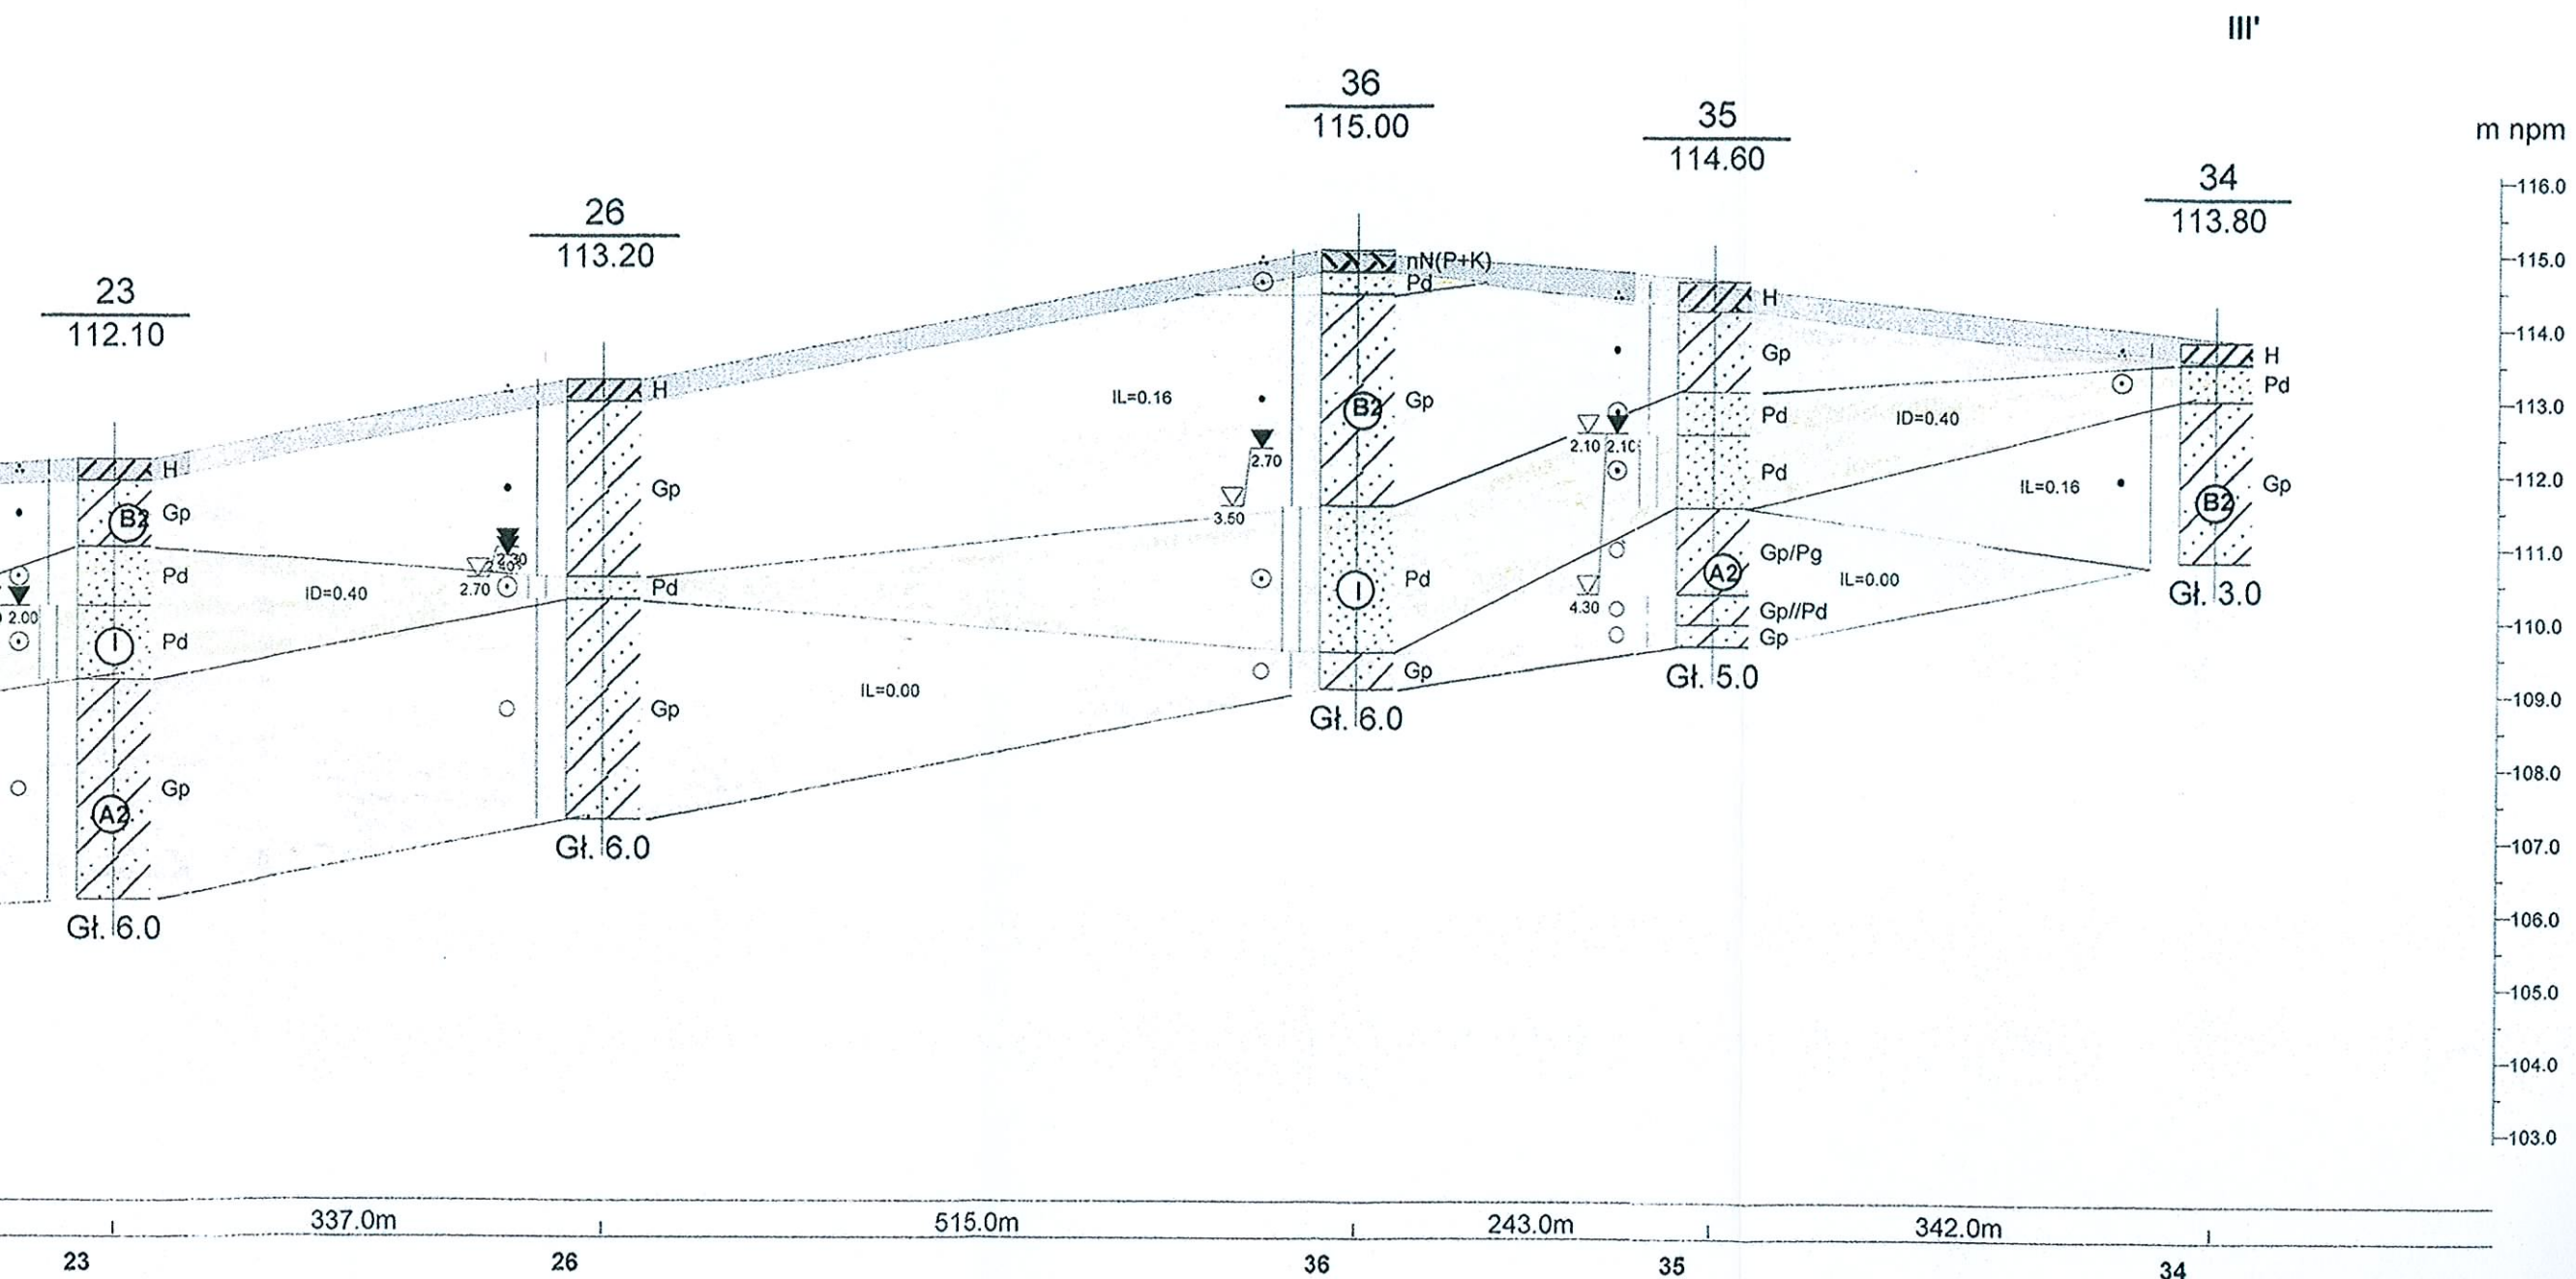 III'
36
115.00
35
114.60
m npm
34
113.80
26
113.20
23
112.10
116.0
115.0
114.0
113.0
112.0
111.0
110.0
109.0
108.0
107.0
106.0
105.0
104.0
103.0
H
Gp
B2
Pd
ID=0.40
2.00
Pd
I
Gp
A2
Gł. 6.0
H
Gp
2.30
2.70
Pd
Gp
Gł. 6.0
IL=0.16
IL=0.00
nN(P+K)
Pd
B2
Gp
2.70
3.50
I
Pd
Gp
Gł. 6.0
H
Gp
2.10
2.10
Pd
ID=0.40
Pd
Gp/Pg
A2
IL=0.00
4.30
Gp//Pd
Gp
Gł. 5.0
H
Pd
IL=0.16
Gp
B2
Gł. 3.0
337.0m 515.0m 243.0m 342.0m
23 26 36 35 34